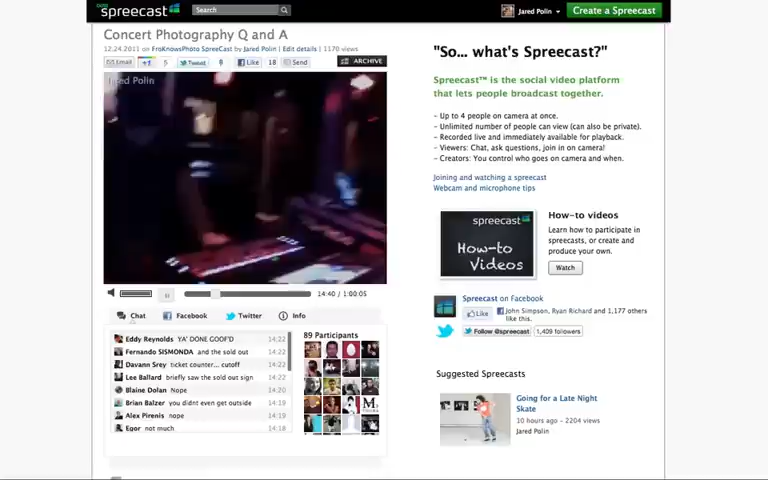 spreecast
Search
Jared Polin
Create a Spreecast
Concert Photography Q and A
12.24.2011 on FroKnowsPhoto SpreeCast by Jared Polin | Edit details | 1170 views
Email
+1
5
Tweet
8
Like
18
Send
ARCHIVE
Jared Polin
14:40 / 1:00:05
Chat
Facebook
Twitter
Info
Eddy Reynolds YA' DONE GOOF'D 14:22
Fernando SISMONDA and the sold out 14:22
Davann Srey ticket counter... cutoff 14:22
Lee Ballard briefly saw the sold out sign 14:22
Blaine Dolan Nope 14:20
Brian Balzer you didnt even get outside 14:19
Alex Pirenis nope 14:19
Egor not much 14:18
89 Participants
"So... what's Spreecast?"
Spreecast™ is the social video platform
that lets people broadcast together.
- Up to 4 people on camera at once.
- Unlimited number of people can view (can also be private).
- Recorded live and immediately available for playback.
- Viewers: Chat, ask questions, join in on camera!
- Creators: You control who goes on camera and when.
Joining and watching a spreecast
Webcam and microphone tips
spreecast
How-to
Videos
How-to videos
Learn how to participate in
spreecasts, or create and
produce your own.
Watch
Spreecast on Facebook
Like
John Simpson, Ryan Richard and 1,177 others
like this.
Follow @spreecast
1,409 followers
Suggested Spreecasts
Going for a Late Night
Skate
10 hours ago - 2204 views
Jared Polin